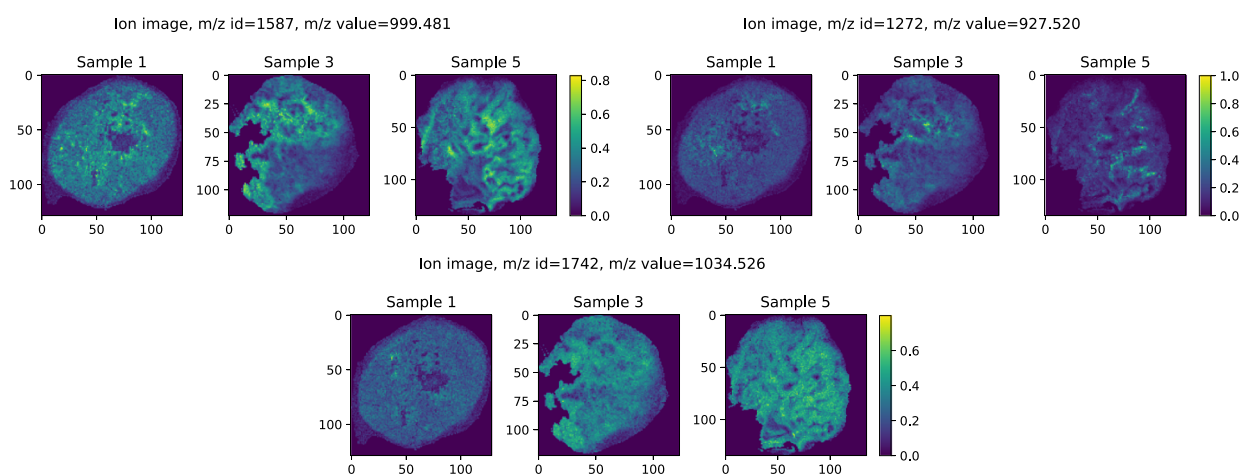 Ion image, m/z id=1587, m/z value=999.481
Sample 1 Sample 3 Sample 5
0 0 0 0.8
25
50 50 50 0.6
75 0.4
100 100 100 0.2
0.0
0 50 100 0 50 100 0 50 100
Ion image, m/z id=1272, m/z value=927.520
Sample 1 Sample 3 Sample 5
0 0 0 1.0
25 0.8
50 50 50 0.6
75 0.4
100 100 100 0.2
0.0
0 50 100 0 50 100 0 50 100
Ion image, m/z id=1742, m/z value=1034.526
Sample 1 Sample 3 Sample 5
0 0 0
25 0.6
50 50 50
75 0.4
100 100 100 0.2
120 0.0
0 50 100 0 50 100 0 50 100